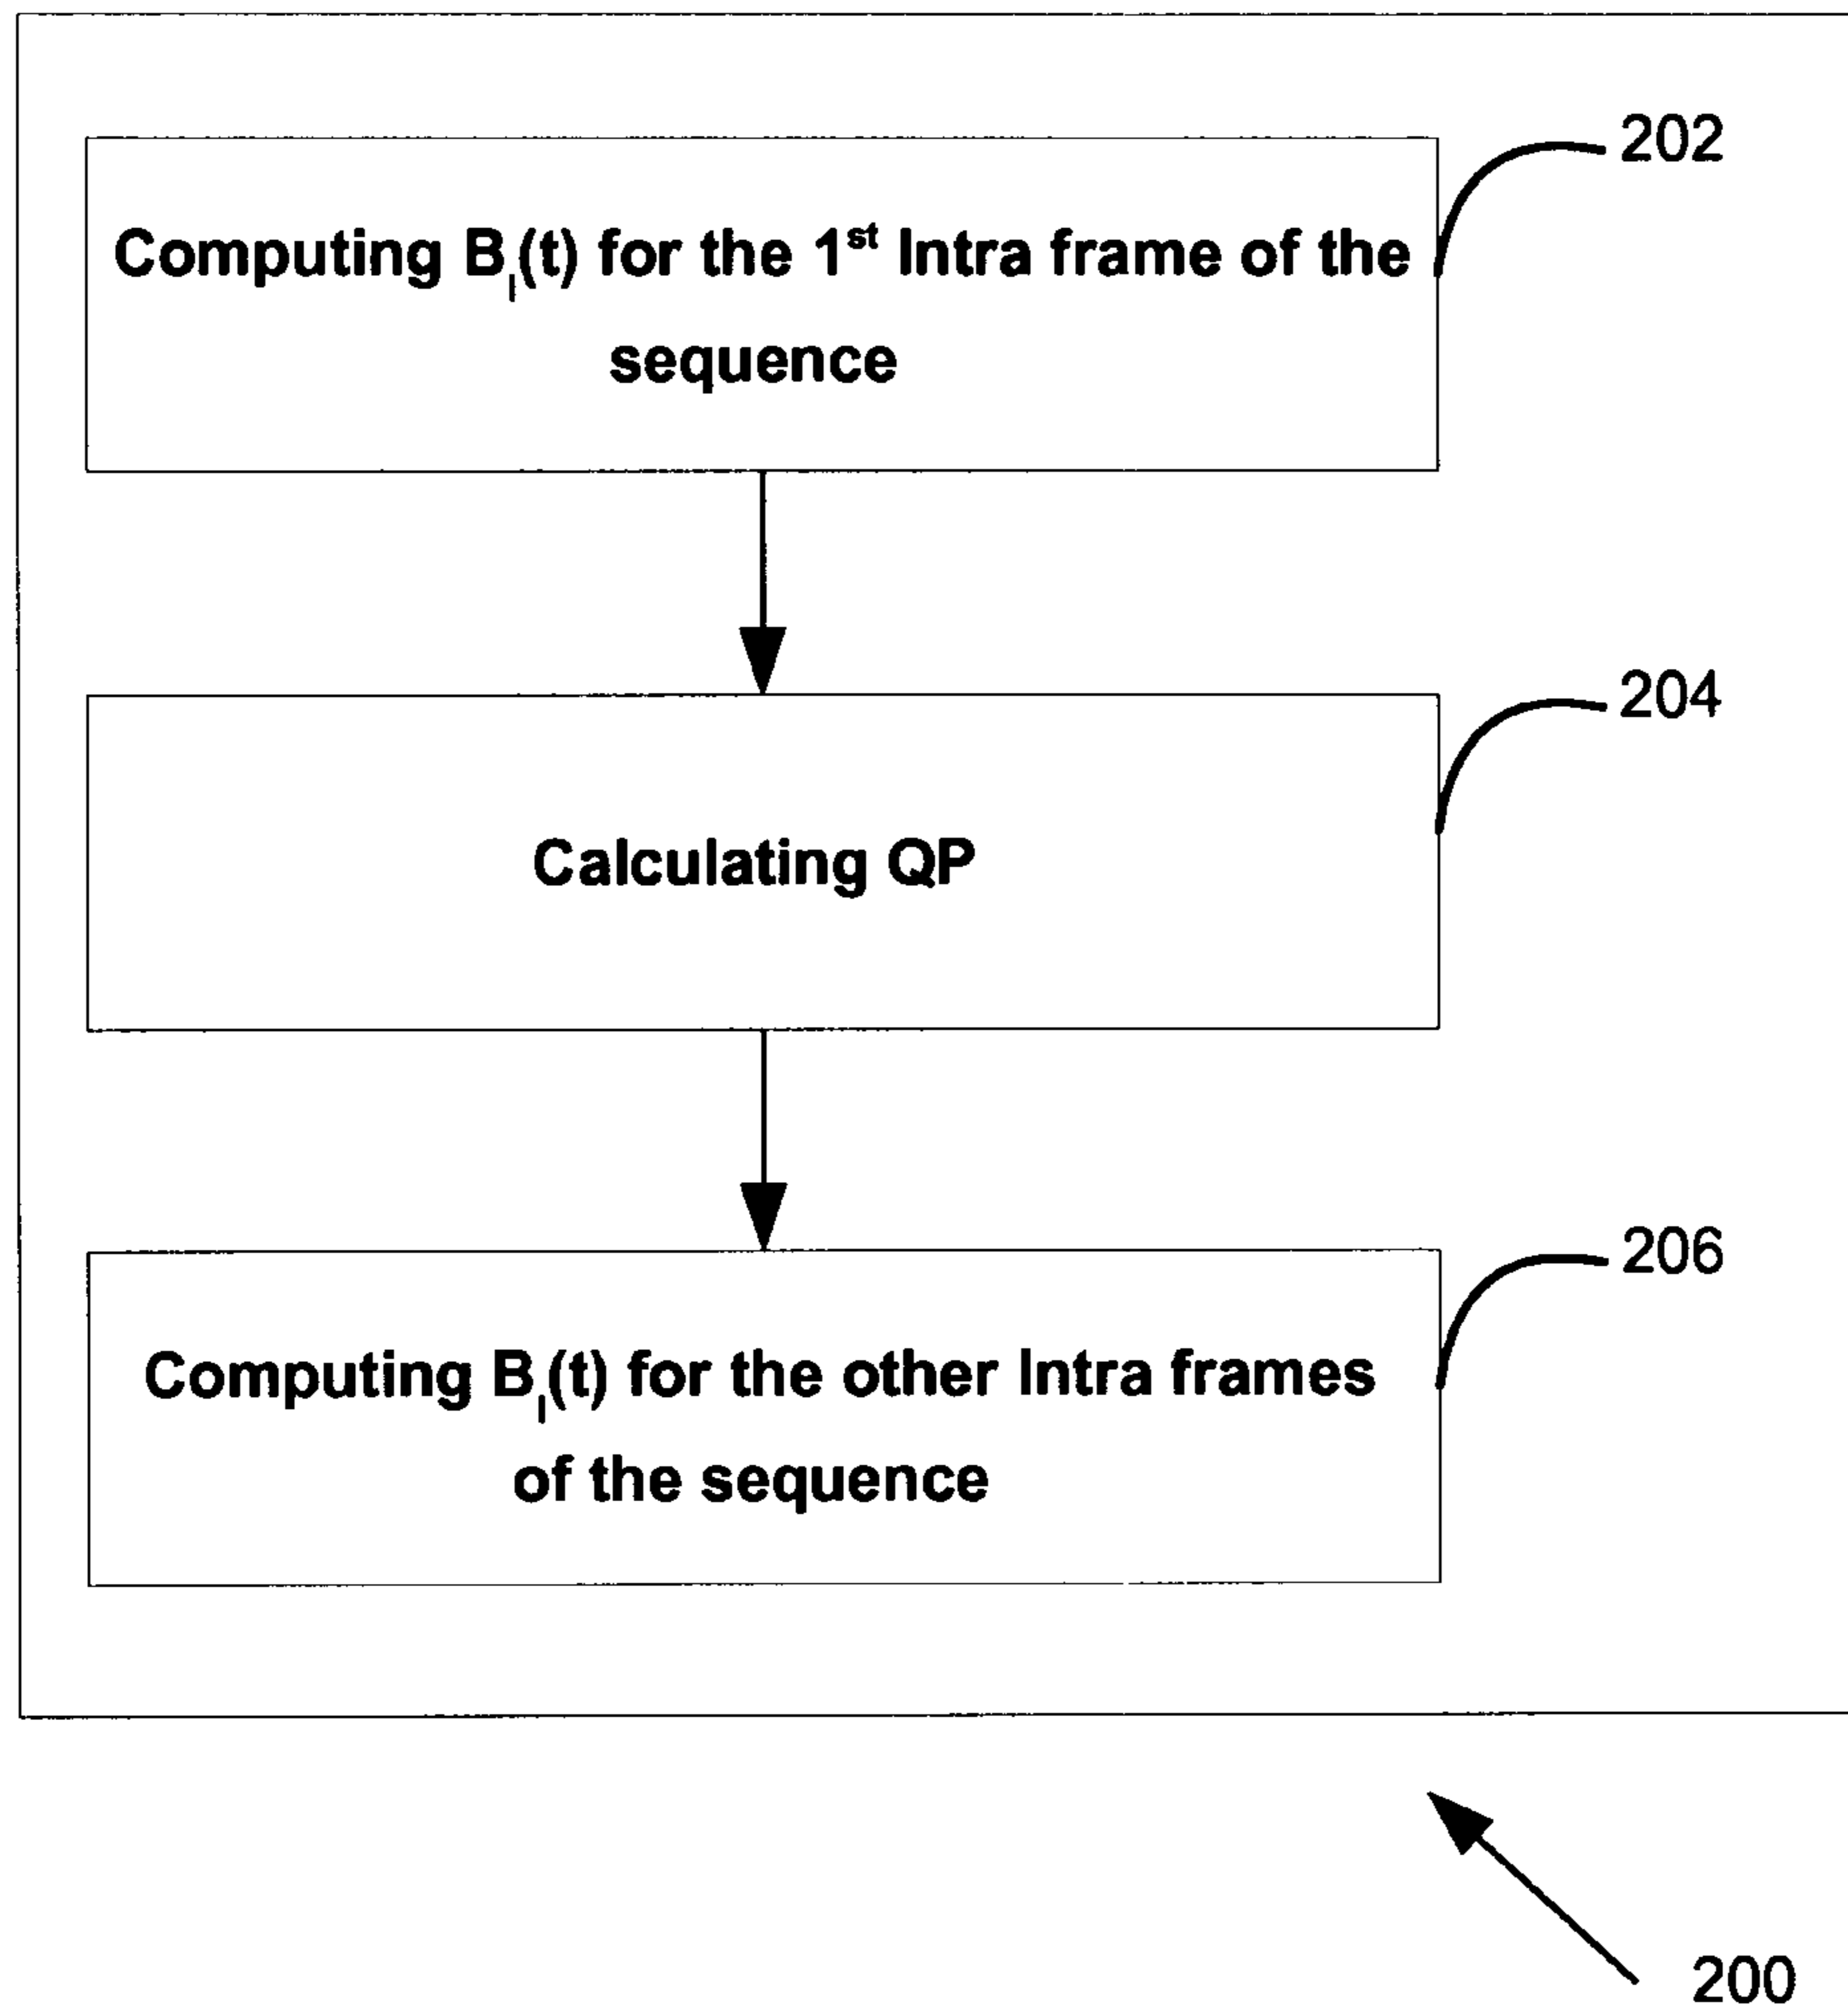 202
Computing B_I(t) for the 1st Intra frame of the
sequence
204
Calculating QP
206
Computing B_I(t) for the other Intra frames
of the sequence
200